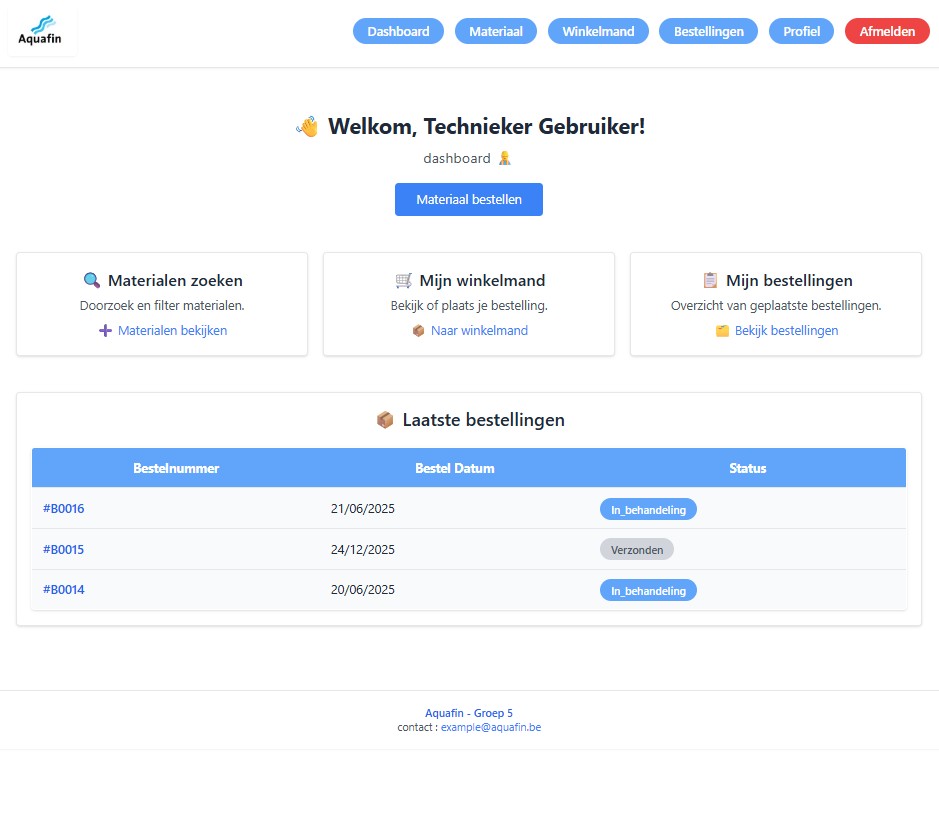 Aquafin
Dashboard Materiaal Winkelmand Bestellingen Profiel Afmelden
👋 Welkom, Technieker Gebruiker!
dashboard
Materiaal bestellen
🔍 Materialen zoeken
Doorzoek en filter materialen.
➕ Materialen bekijken
🛒 Mijn winkelmand
Bekijk of plaats je bestelling.
📦 Naar winkelmand
📋 Mijn bestellingen
Overzicht van geplaatste bestellingen.
🗂️ Bekijk bestellingen
📦 Laatste bestellingen
Bestelnummer Bestel Datum Status
#B0016 21/06/2025 In_behandeling
#B0015 24/12/2025 Verzonden
#B0014 20/06/2025 In_behandeling
Aquafin - Groep 5
contact : example@aquafin.be